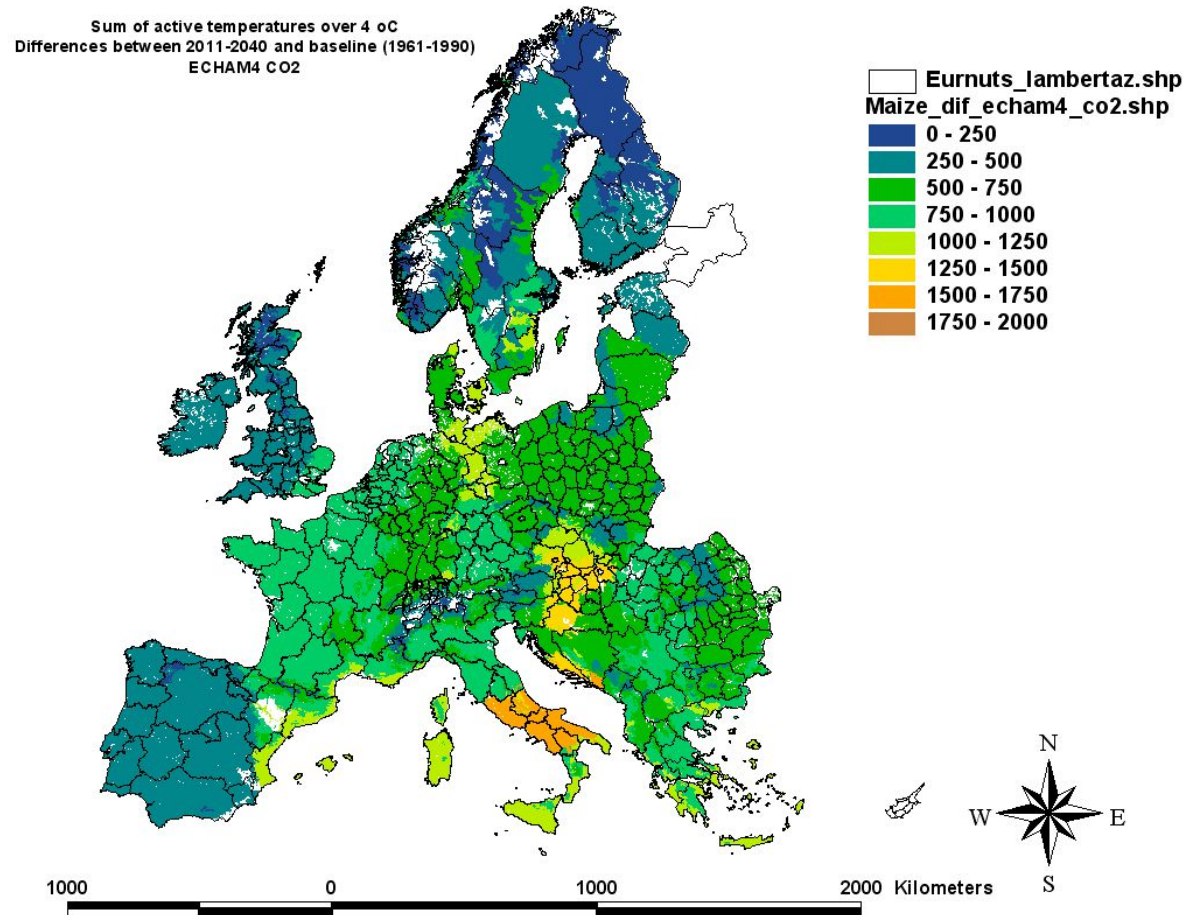 Sum of active temperatures over 4 oC
Differences between 2011-2040 and baseline (1961-1990)
ECHAM4 CO2
Eurnuts_lambertaz.shp
Maize_dif_echam4_co2.shp
0 - 250
250 - 500
500 - 750
750 - 1000
1000 - 1250
1250 - 1500
1500 - 1750
1750 - 2000
N
W E
S
1000 0 1000 2000 Kilometers